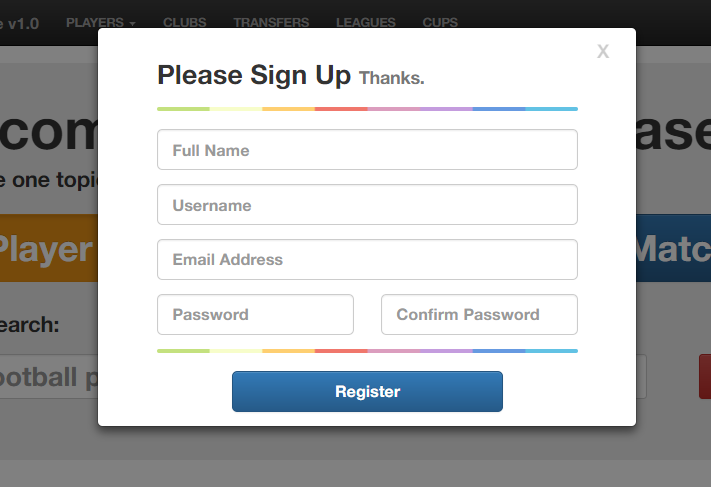 e v1.0 PLAYERS CLUBS TRANSFERS LEAGUES CUPS
X
Please Sign Up Thanks.
com ase
e one topi
Full Name
Username
Player Matc
Email Address
Password Confirm Password
earch:
ootball p
Register